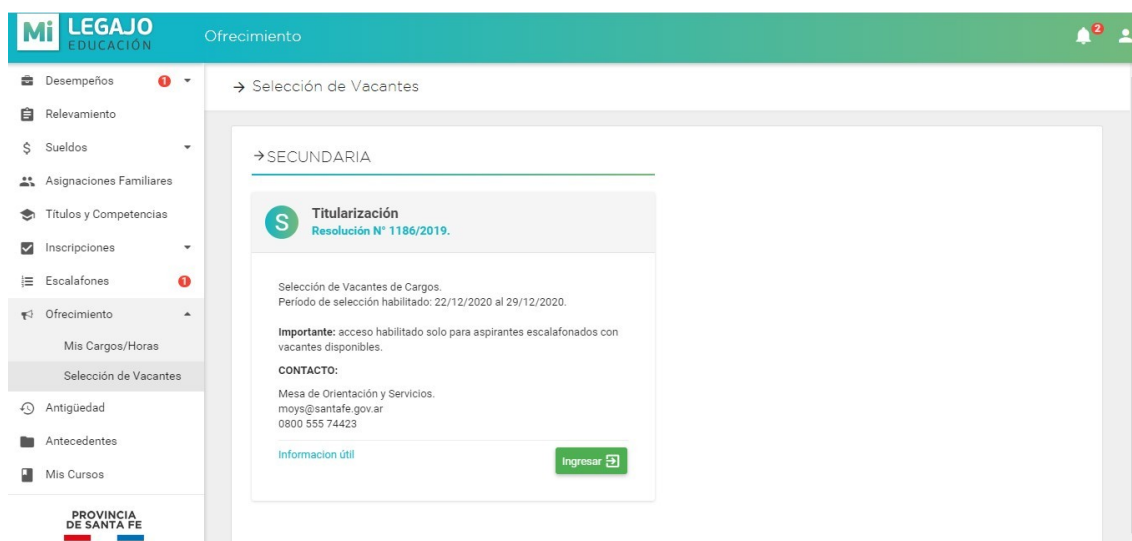 Mi LEGAJO
EDUCACIÓN
Ofrecimiento
2
Desempeños 1
Relevamiento
Sueldos
Asignaciones Familiares
Títulos y Competencias
Inscripciones
Escalafones 1
Ofrecimiento
Mis Cargos/Horas
Selección de Vacantes
Antigüedad
Antecedentes
Mis Cursos
PROVINCIA
DE SANTA FE
→ Selección de Vacantes
→ SECUNDARIA
S
Titularización
Resolución N° 1186/2019.
Selección de Vacantes de Cargos.
Período de selección habilitado: 22/12/2020 al 29/12/2020.
Importante: acceso habilitado solo para aspirantes escalafonados con
vacantes disponibles.
CONTACTO:
Mesa de Orientación y Servicios.
moys@santafe.gov.ar
0800 555 74423
Informacion útil
Ingresar